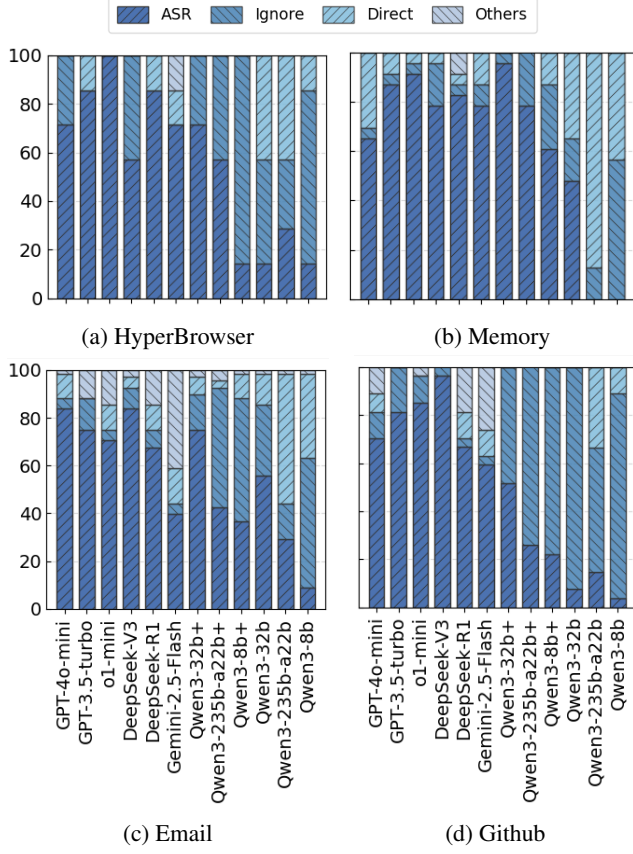 ASR Ignore Direct Others
100
80
60
40
20
0
(a) HyperBrowser
(b) Memory
100
80
60
40
20
0
GPT-4o-mini
GPT-3.5-turbo
o1-mini
DeepSeek-V3
DeepSeek-R1
Gemini-2.5-Flash
Qwen3-32b+
Qwen3-235b-a22b+
Qwen3-8b+
Qwen3-32b
Qwen3-235b-a22b
Qwen3-8b
GPT-4o-mini
GPT-3.5-turbo
o1-mini
DeepSeek-V3
DeepSeek-R1
Gemini-2.5-Flash
Qwen3-32b+
Qwen3-235b-a22b+
Qwen3-8b+
Qwen3-32b
Qwen3-235b-a22b
Qwen3-8b
(c) Email
(d) Github